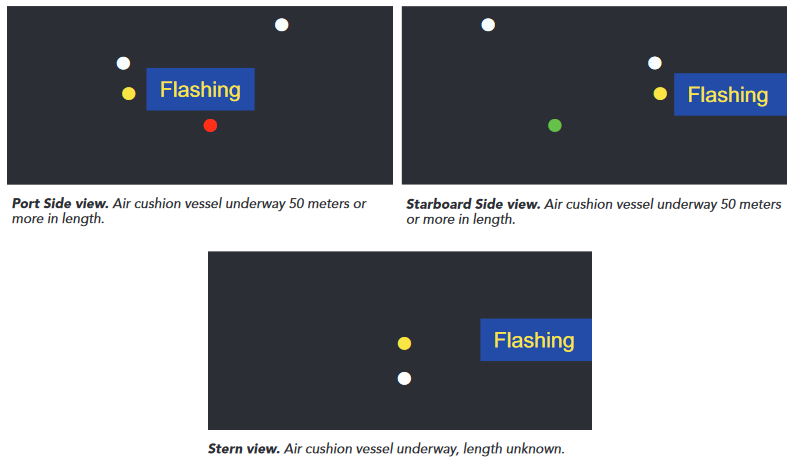 Flashing
Flashing
Port Side view. Air cushion vessel underway 50 meters or
more in length.
Starboard Side view. Air cushion vessel underway 50 meters
or more in length.
Flashing
Stern view. Air cushion vessel underway, length unknown.